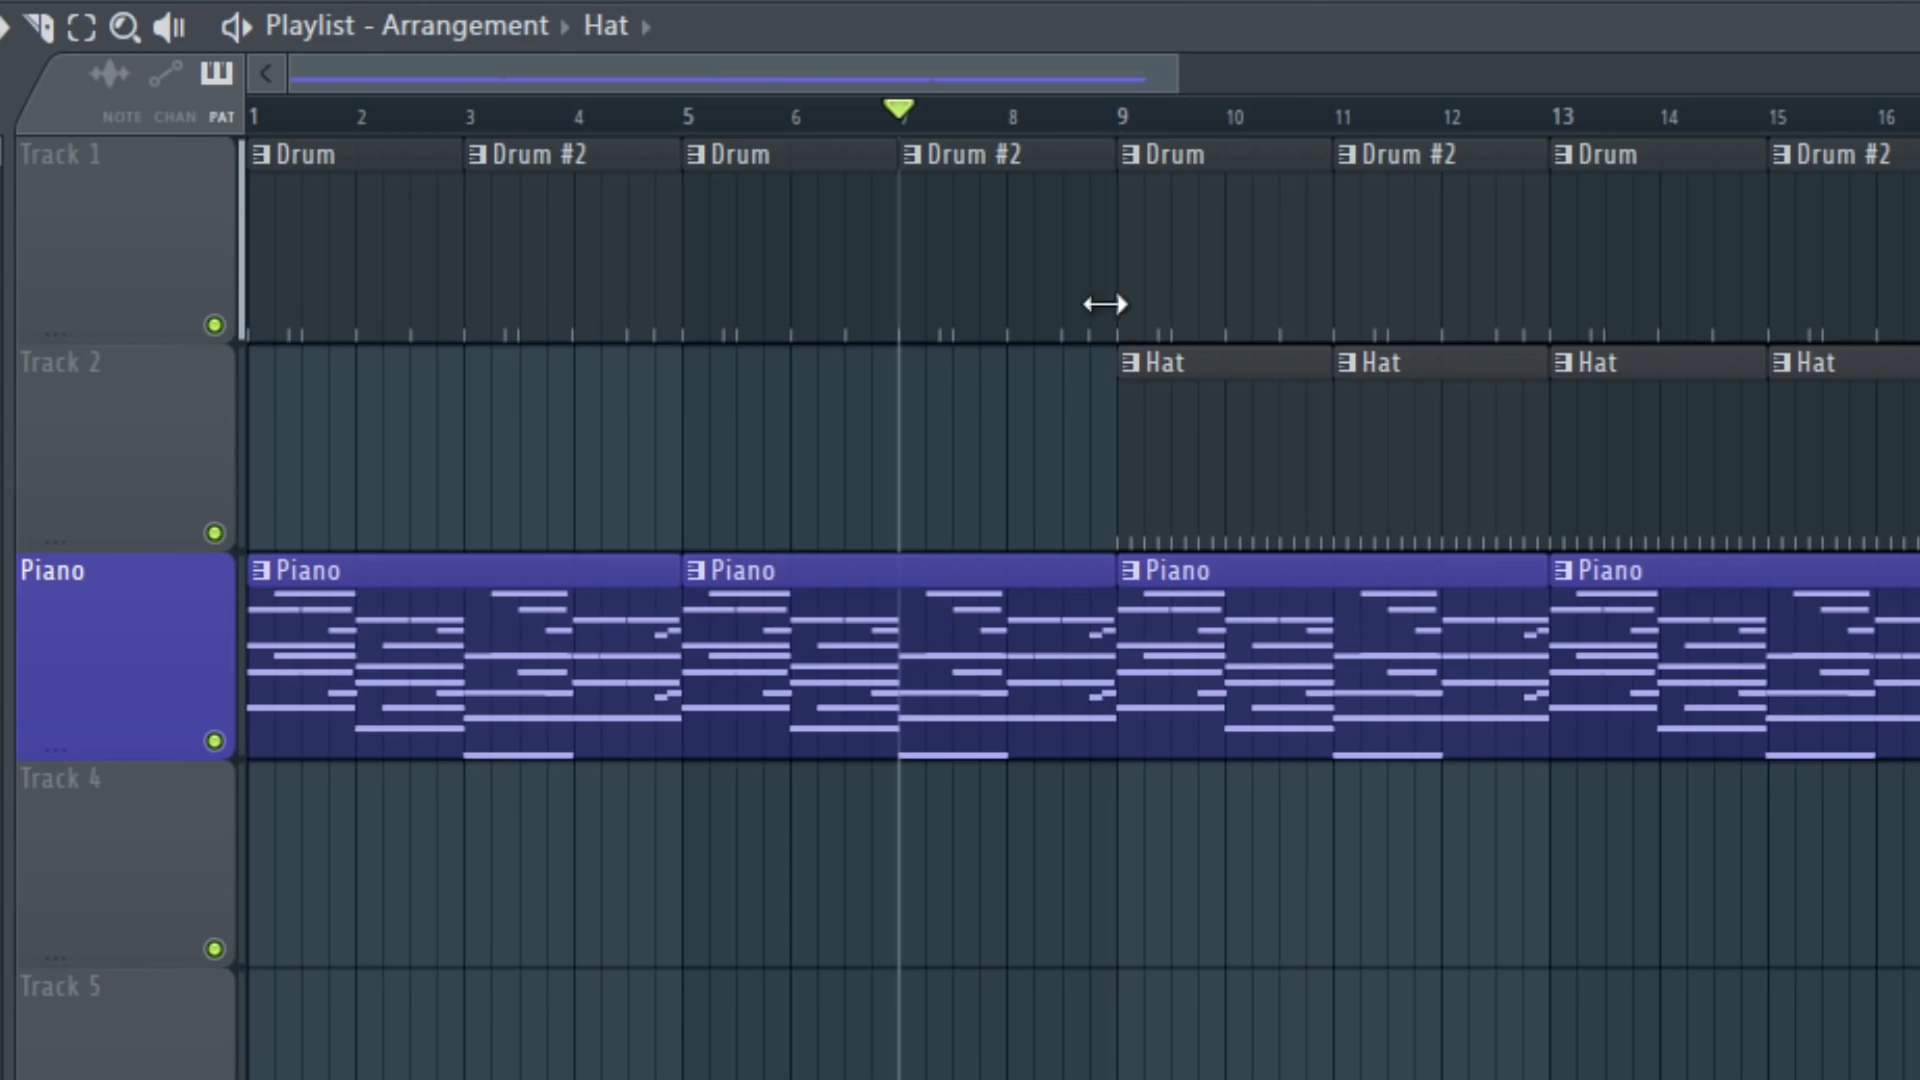 Playlist - Arrangement Hat
NOTE CHAN PAT
1 2 3 4 5 6 7 8 9 10 11 12 13 14 15 16
Track 1 Drum Drum #2 Drum Drum #2 Drum Drum #2 Drum Drum #2
Track 2 Hat Hat Hat Hat
Piano Piano Piano Piano Piano
Track 4
Track 5